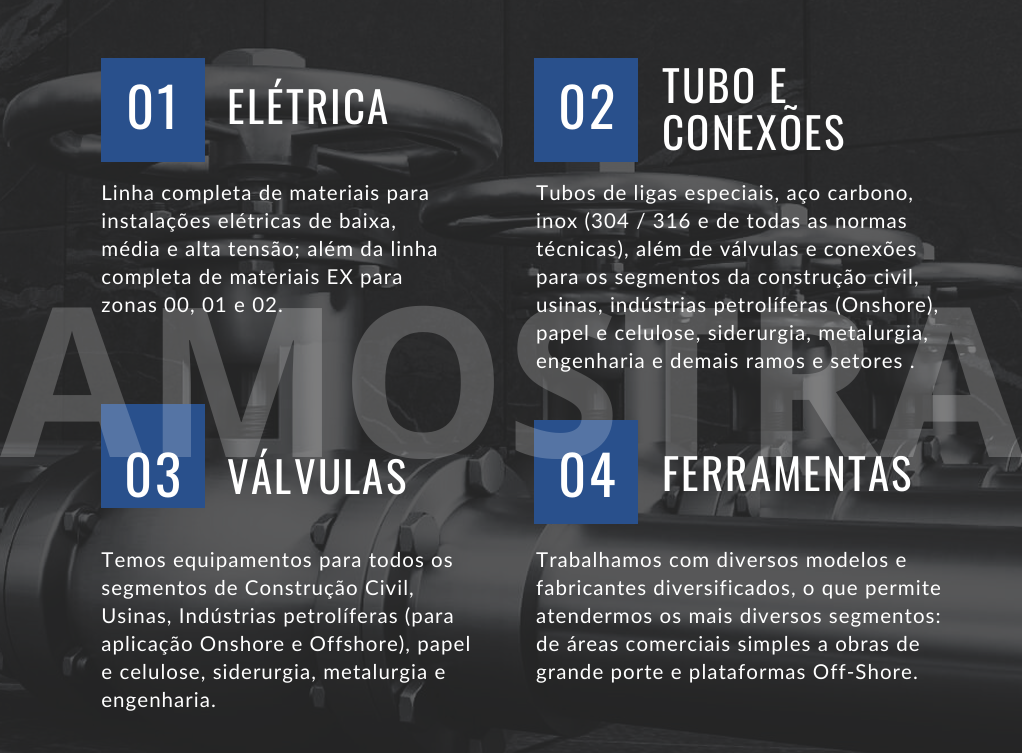 01
ELÉTRICA
Linha completa de materiais para
instalações elétricas de baixa,
média e alta tensão; além da linha
completa de materiais EX para
zonas 00, 01 e 02.
02
TUBO E
CONEXÕES
Tubos de ligas especiais, aço carbono,
inox (304 / 316 e de todas as normas
técnicas), além de válvulas e conexões
para os segmentos da construção civil,
usinas, indústrias petrolíferas (Onshore),
papel e celulose, siderurgia, metalurgia,
engenharia e demais ramos e setores .
AMOSTRA
03
VÁLVULAS
Temos equipamentos para todos os
segmentos de Construção Civil,
Usinas, Indústrias petrolíferas (para
aplicação Onshore e Offshore), papel
e celulose, siderurgia, metalurgia e
engenharia.
04
FERRAMENTAS
Trabalhamos com diversos modelos e
fabricantes diversificados, o que permite
atendermos os mais diversos segmentos:
de áreas comerciais simples a obras de
grande porte e plataformas Off-Shore.